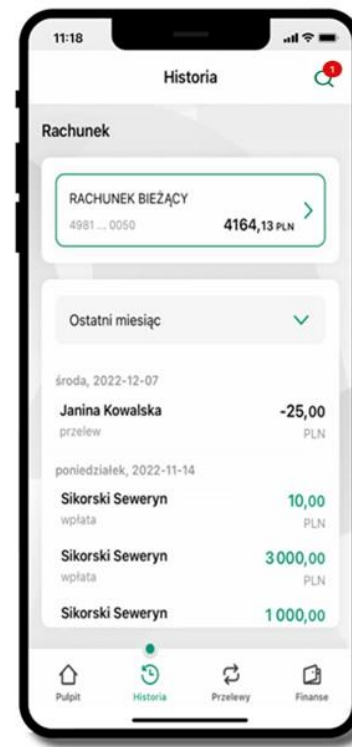 11:18
Historia
1
Rachunek
RACHUNEK BIEŻĄCY
4981 ... 0050 4164,13 PLN
Ostatni miesiąc
środa, 2022-12-07
Janina Kowalska -25,00
przelew PLN
poniedziałek, 2022-11-14
Sikorski Seweryn 10,00
wpłata PLN
Sikorski Seweryn 3 000,00
wpłata PLN
Sikorski Seweryn 1 000,00
Pulpit Historia Przelewy Finanse